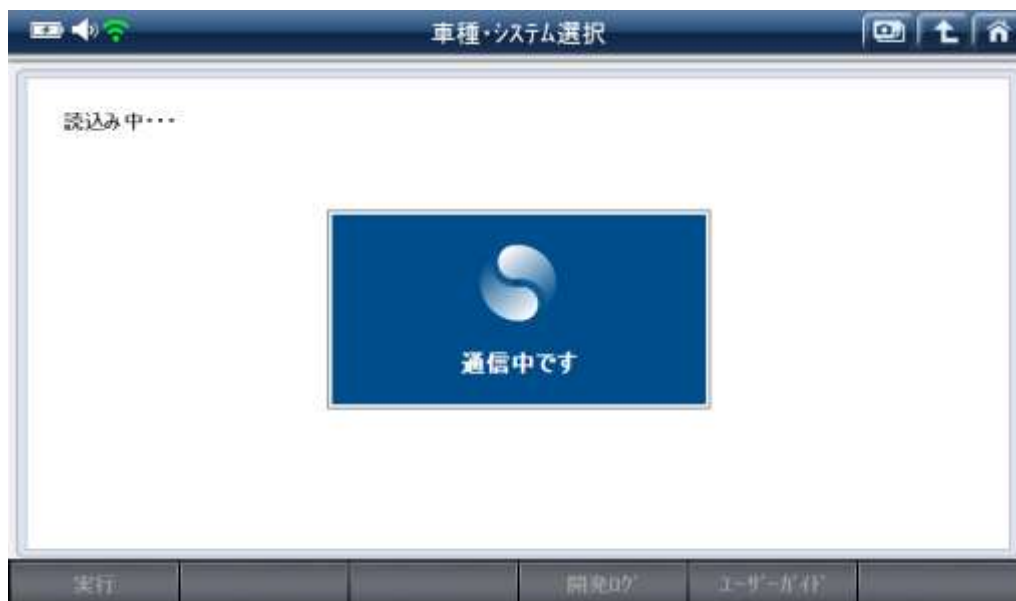 車種・システム選択
読込み中・・・
通信中です
実行
開発ﾛｸﾞ
ﾕｰｻﾞｰｶﾞｲﾄﾞ